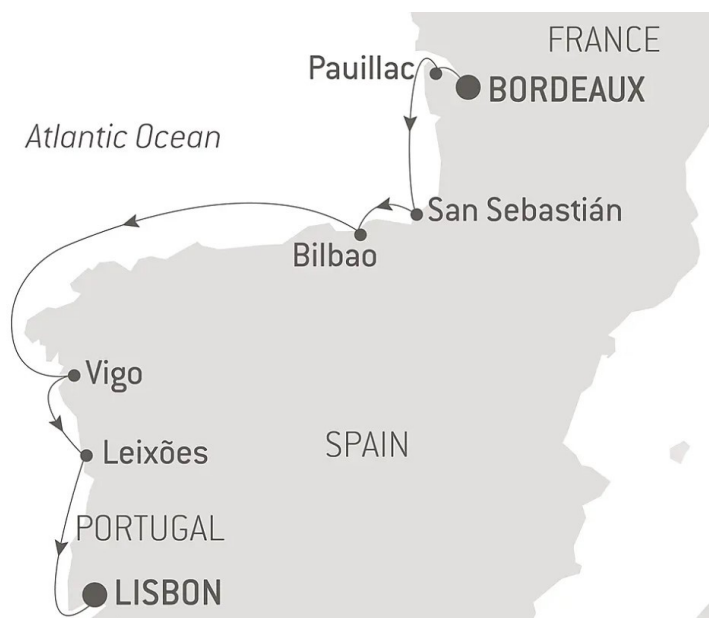 FRANCE
Pauillac
BORDEAUX
Atlantic Ocean
San Sebastián
Bilbao
Vigo
Leixões
SPAIN
PORTUGAL
LISBON